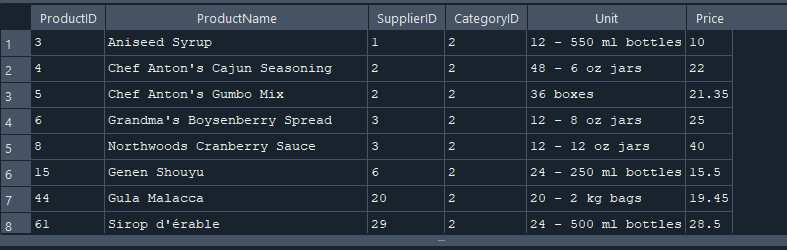 ProductID ProductName SupplierID CategoryID Unit Price
1 3 Aniseed Syrup 1 2 12 - 550 ml bottles 10
2 4 Chef Anton's Cajun Seasoning 2 2 48 - 6 oz jars 22
3 5 Chef Anton's Gumbo Mix 2 2 36 boxes 21.35
4 6 Grandma's Boysenberry Spread 3 2 12 - 8 oz jars 25
5 8 Northwoods Cranberry Sauce 3 2 12 - 12 oz jars 40
6 15 Genen Shouyu 6 2 24 - 250 ml bottles 15.5
7 44 Gula Malacca 20 2 20 - 2 kg bags 19.45
8 61 Sirop d'érable 29 2 24 - 500 ml bottles 28.5